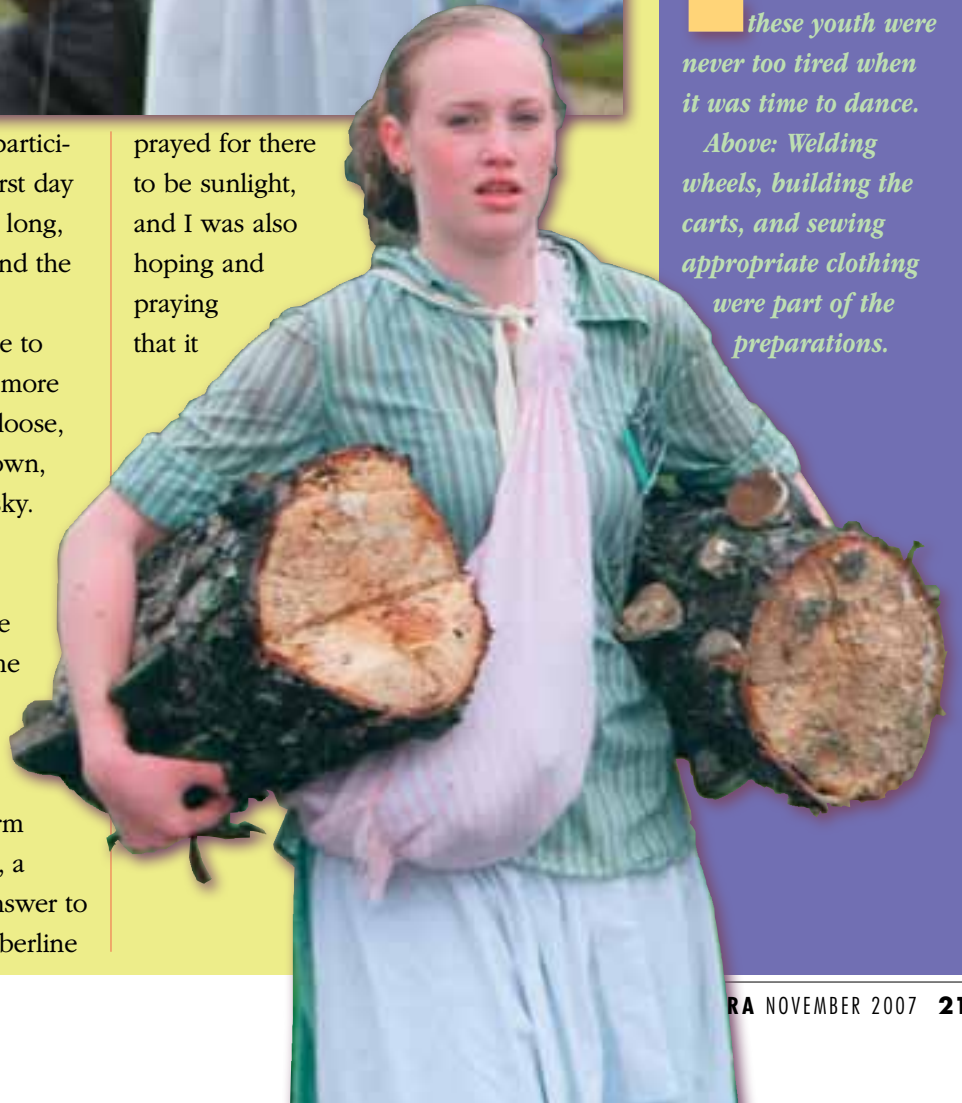 partici-
rst day
long,
nd the
e to
more
loose,
own,
sky.
e
ne
rm
, a
nswer to
berline
prayed for there
to be sunlight,
and I was also
hoping and
praying
that it
these youth were
never too tired when
it was time to dance.
Above: Welding
wheels, building the
carts, and sewing
appropriate clothing
were part of the
preparations.
RA NOVEMBER 2007 21